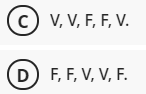 C V, V, F, F, V.
D F, F, V, V, F.